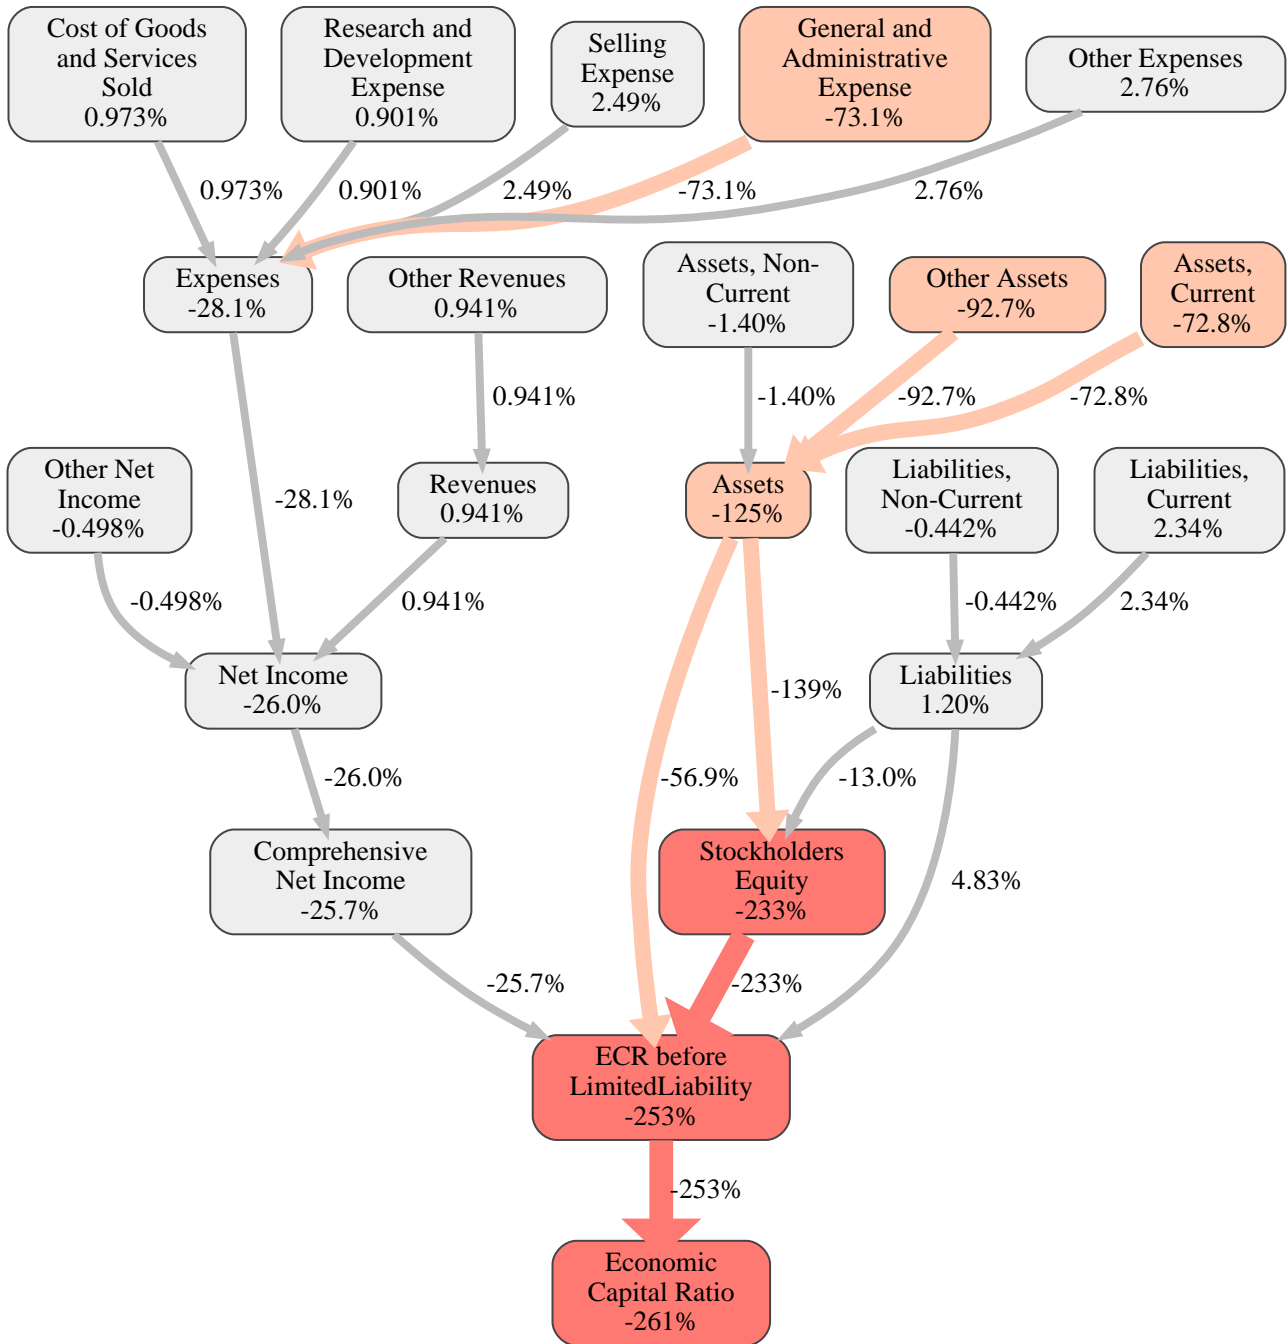 Cost of Goods
and Services
Sold
0.973%
Research and
Development
Expense
0.901%
Selling
Expense
2.49%
General and
Administrative
Expense
-73.1%
Other Expenses
2.76%
0.973%
0.901%
2.49%
-73.1%
2.76%
Expenses
-28.1%
Other Revenues
0.941%
Assets, Non-
Current
-1.40%
Other Assets
-92.7%
Assets,
Current
-72.8%
0.941%
-1.40%
-92.7%
-72.8%
Other Net
Income
-0.498%
-28.1%
Revenues
0.941%
Assets
-125%
Liabilities,
Non-Current
-0.442%
Liabilities,
Current
2.34%
-0.498%
0.941%
-0.442%
2.34%
Net Income
-26.0%
-139%
Liabilities
1.20%
-26.0%
-56.9%
-13.0%
Comprehensive
Net Income
-25.7%
Stockholders
Equity
-233%
4.83%
-25.7%
-233%
ECR before
LimitedLiability
-253%
-253%
Economic
Capital Ratio
-261%